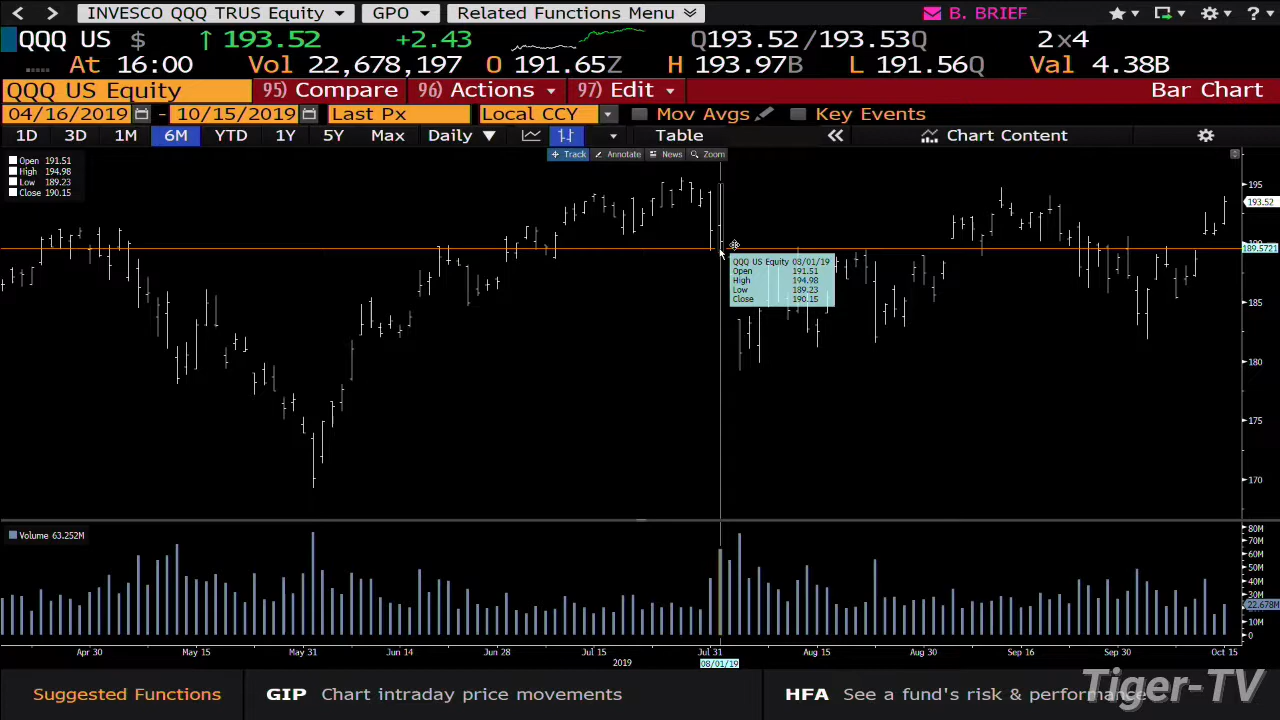 INVESCO QQQ TRUS Equity GPO Related Functions Menu B. BRIEF ?
QQQ US $ ↑ 193.52 +2.43 Q193.52/193.53Q 2x4
At 16:00 Vol 22,678,197 O 191.65Z H 193.97B L 191.56Q Val 4.38B
QQQ US Equity 95) Compare 96) Actions 97) Edit Bar Chart
04/16/2019 - 10/15/2019 Last Px Local CCY Mov Avgs Key Events
1D 3D 1M 6M YTD 1Y 5Y Max Daily ▼ Table « Chart Content
Track Annotate News Zoom
Open 191.51
High 194.98
Low 189.23
Close 190.15
195
193.52
189.5721
185
180
175
170
QQQ US Equity 08/01/19
Open 191.51
High 194.98
Low 189.23
Close 190.15
Volume 63.252M
80M
70M
60M
50M
40M
30M
22.678M
10M
0
Apr 30 May 15 May 31 Jun 14 Jun 28 Jul 15 Jul 31 Aug 15 Aug 30 Sep 16 Sep 30 Oct 15
2019 08/01/19
Suggested Functions GIP Chart intraday price movements HFA See a fund's risk & performance
Tiger-TV